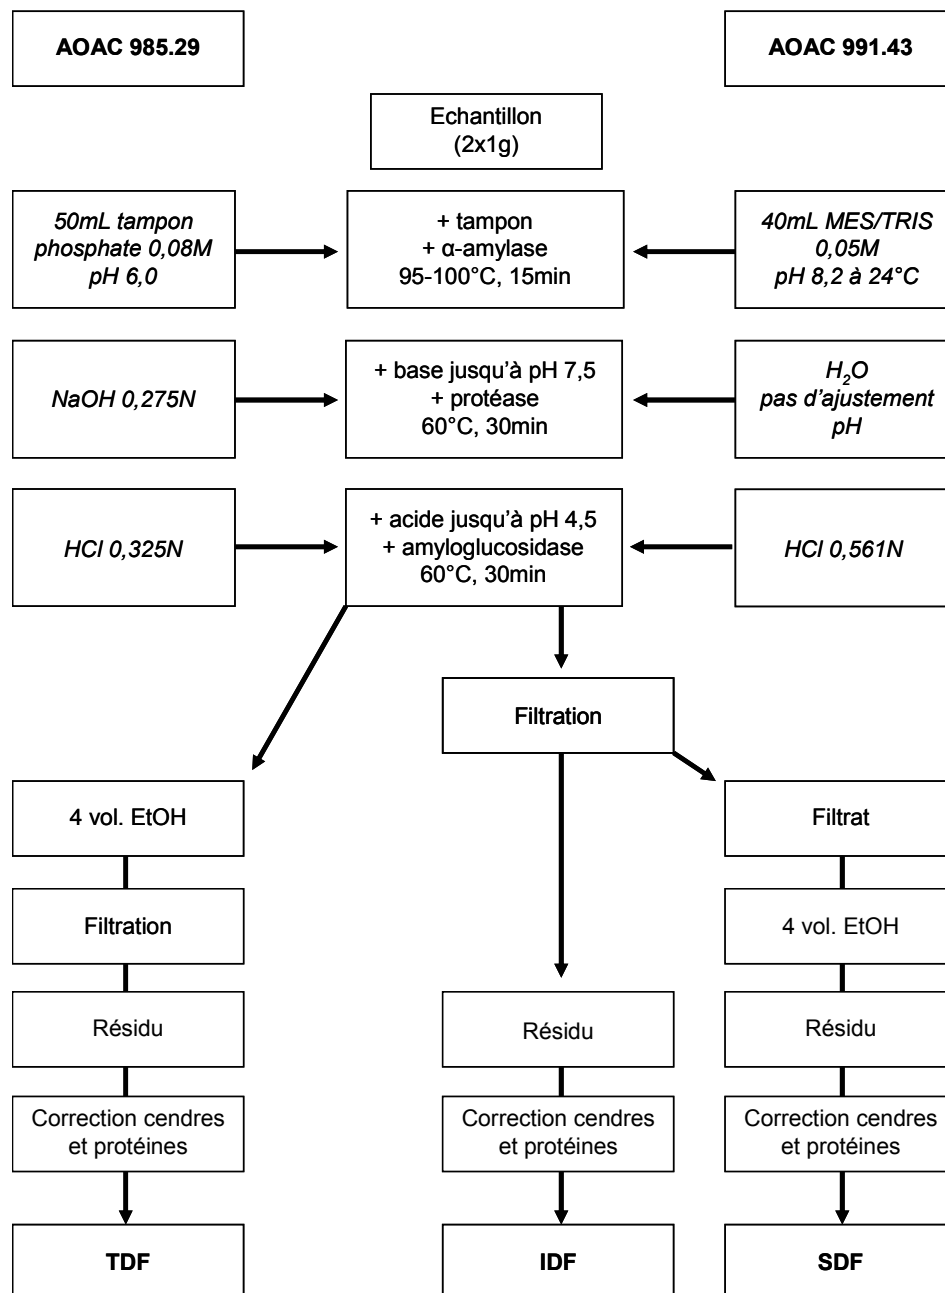 AOAC 985.29
AOAC 991.43
Echantillon
(2x1g)
50mL tampon
phosphate 0,08M
pH 6,0
+ tampon
+ α-amylase
95-100°C, 15min
40mL MES/TRIS
0,05M
pH 8,2 à 24°C
NaOH 0,275N
+ base jusqu'à pH 7,5
+ protéase
60°C, 30min
H₂O
pas d'ajustement
pH
HCl 0,325N
+ acide jusqu'à pH 4,5
+ amyloglucosidase
60°C, 30min
HCl 0,561N
Filtration
4 vol. EtOH
Filtrat
Filtration
4 vol. EtOH
Résidu
Résidu
Résidu
Correction cendres
et protéines
Correction cendres
et protéines
Correction cendres
et protéines
TDF
IDF
SDF